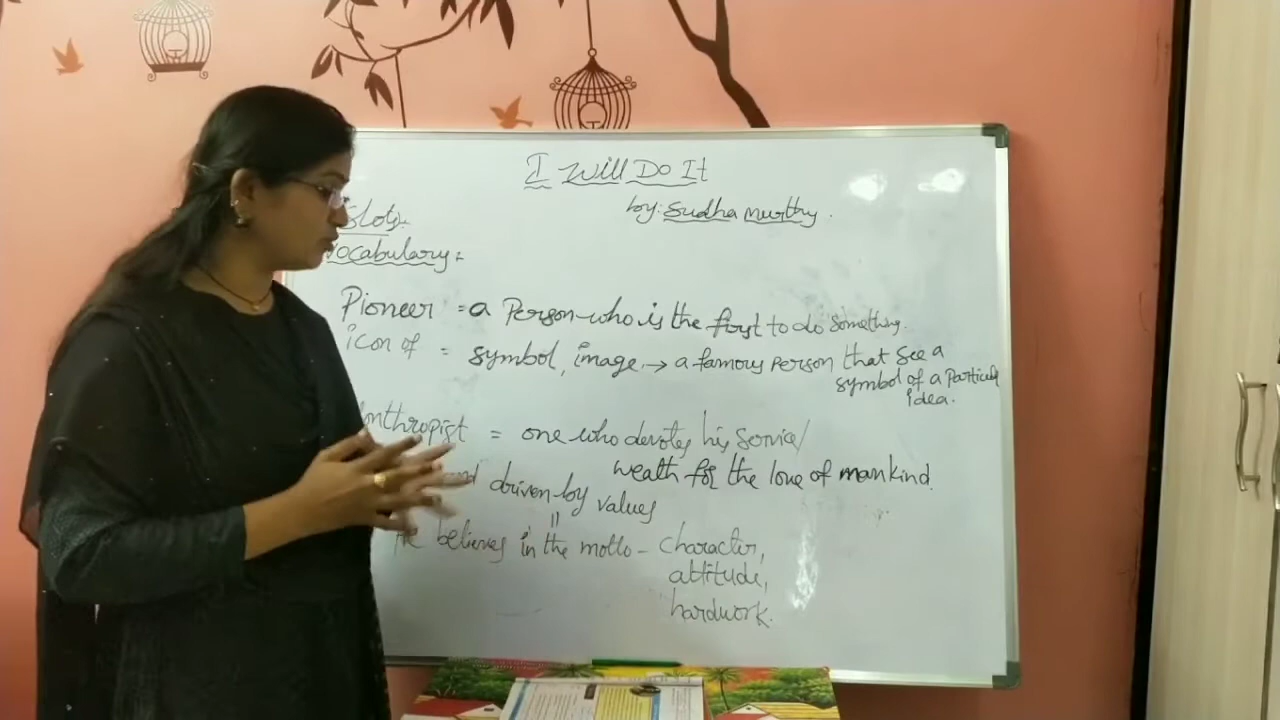 I Will Do It
by: Sudha Murthy.
Vocabulary:
Pioneer = a Person who is the first to do something.
icon of = symbol, image → a famous person that see a
symbol of a Particular
idea.
anthropist = one who devotes his service/
wealth for the love of mankind.
driven by values
"
He believes in the motto - character,
attitude,
hardwork.